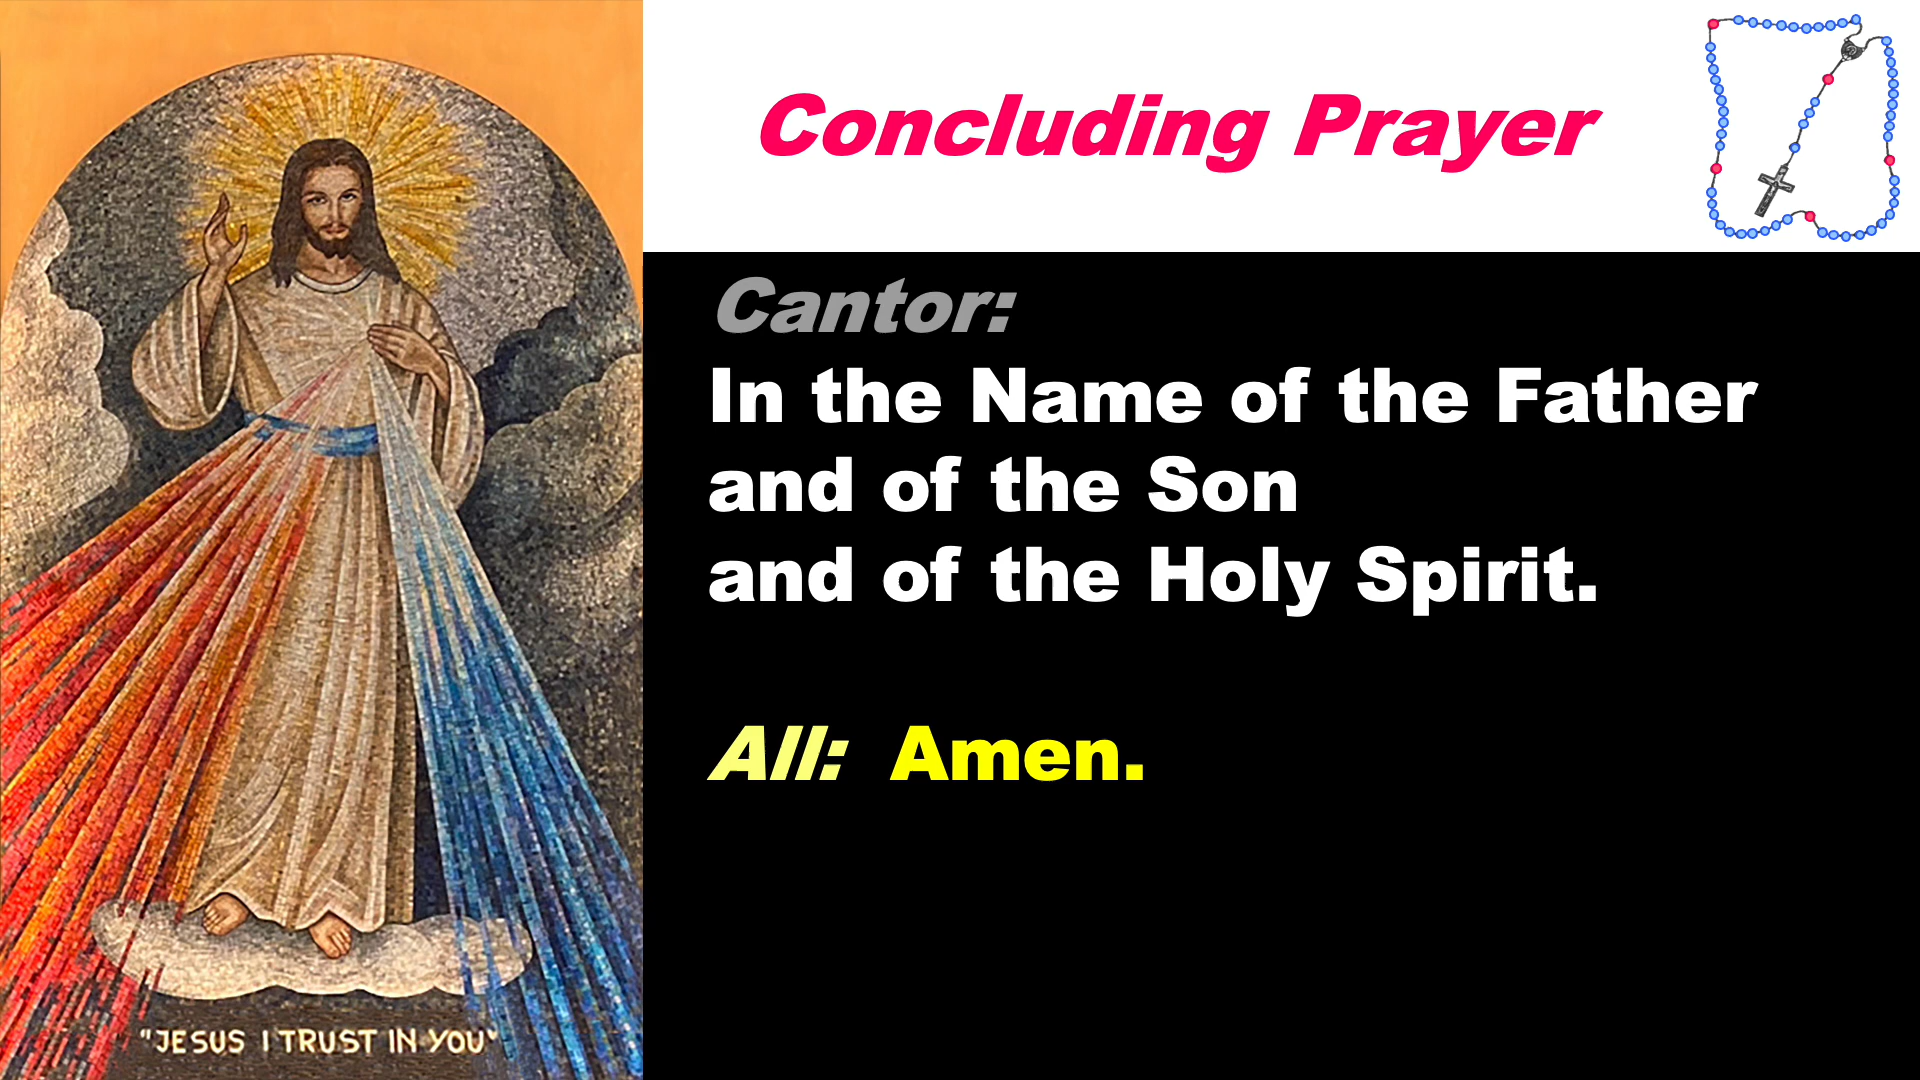 Concluding Prayer
Cantor:
In the Name of the Father
and of the Son
and of the Holy Spirit.
All: Amen.
"JESUS I TRUST IN YOU"